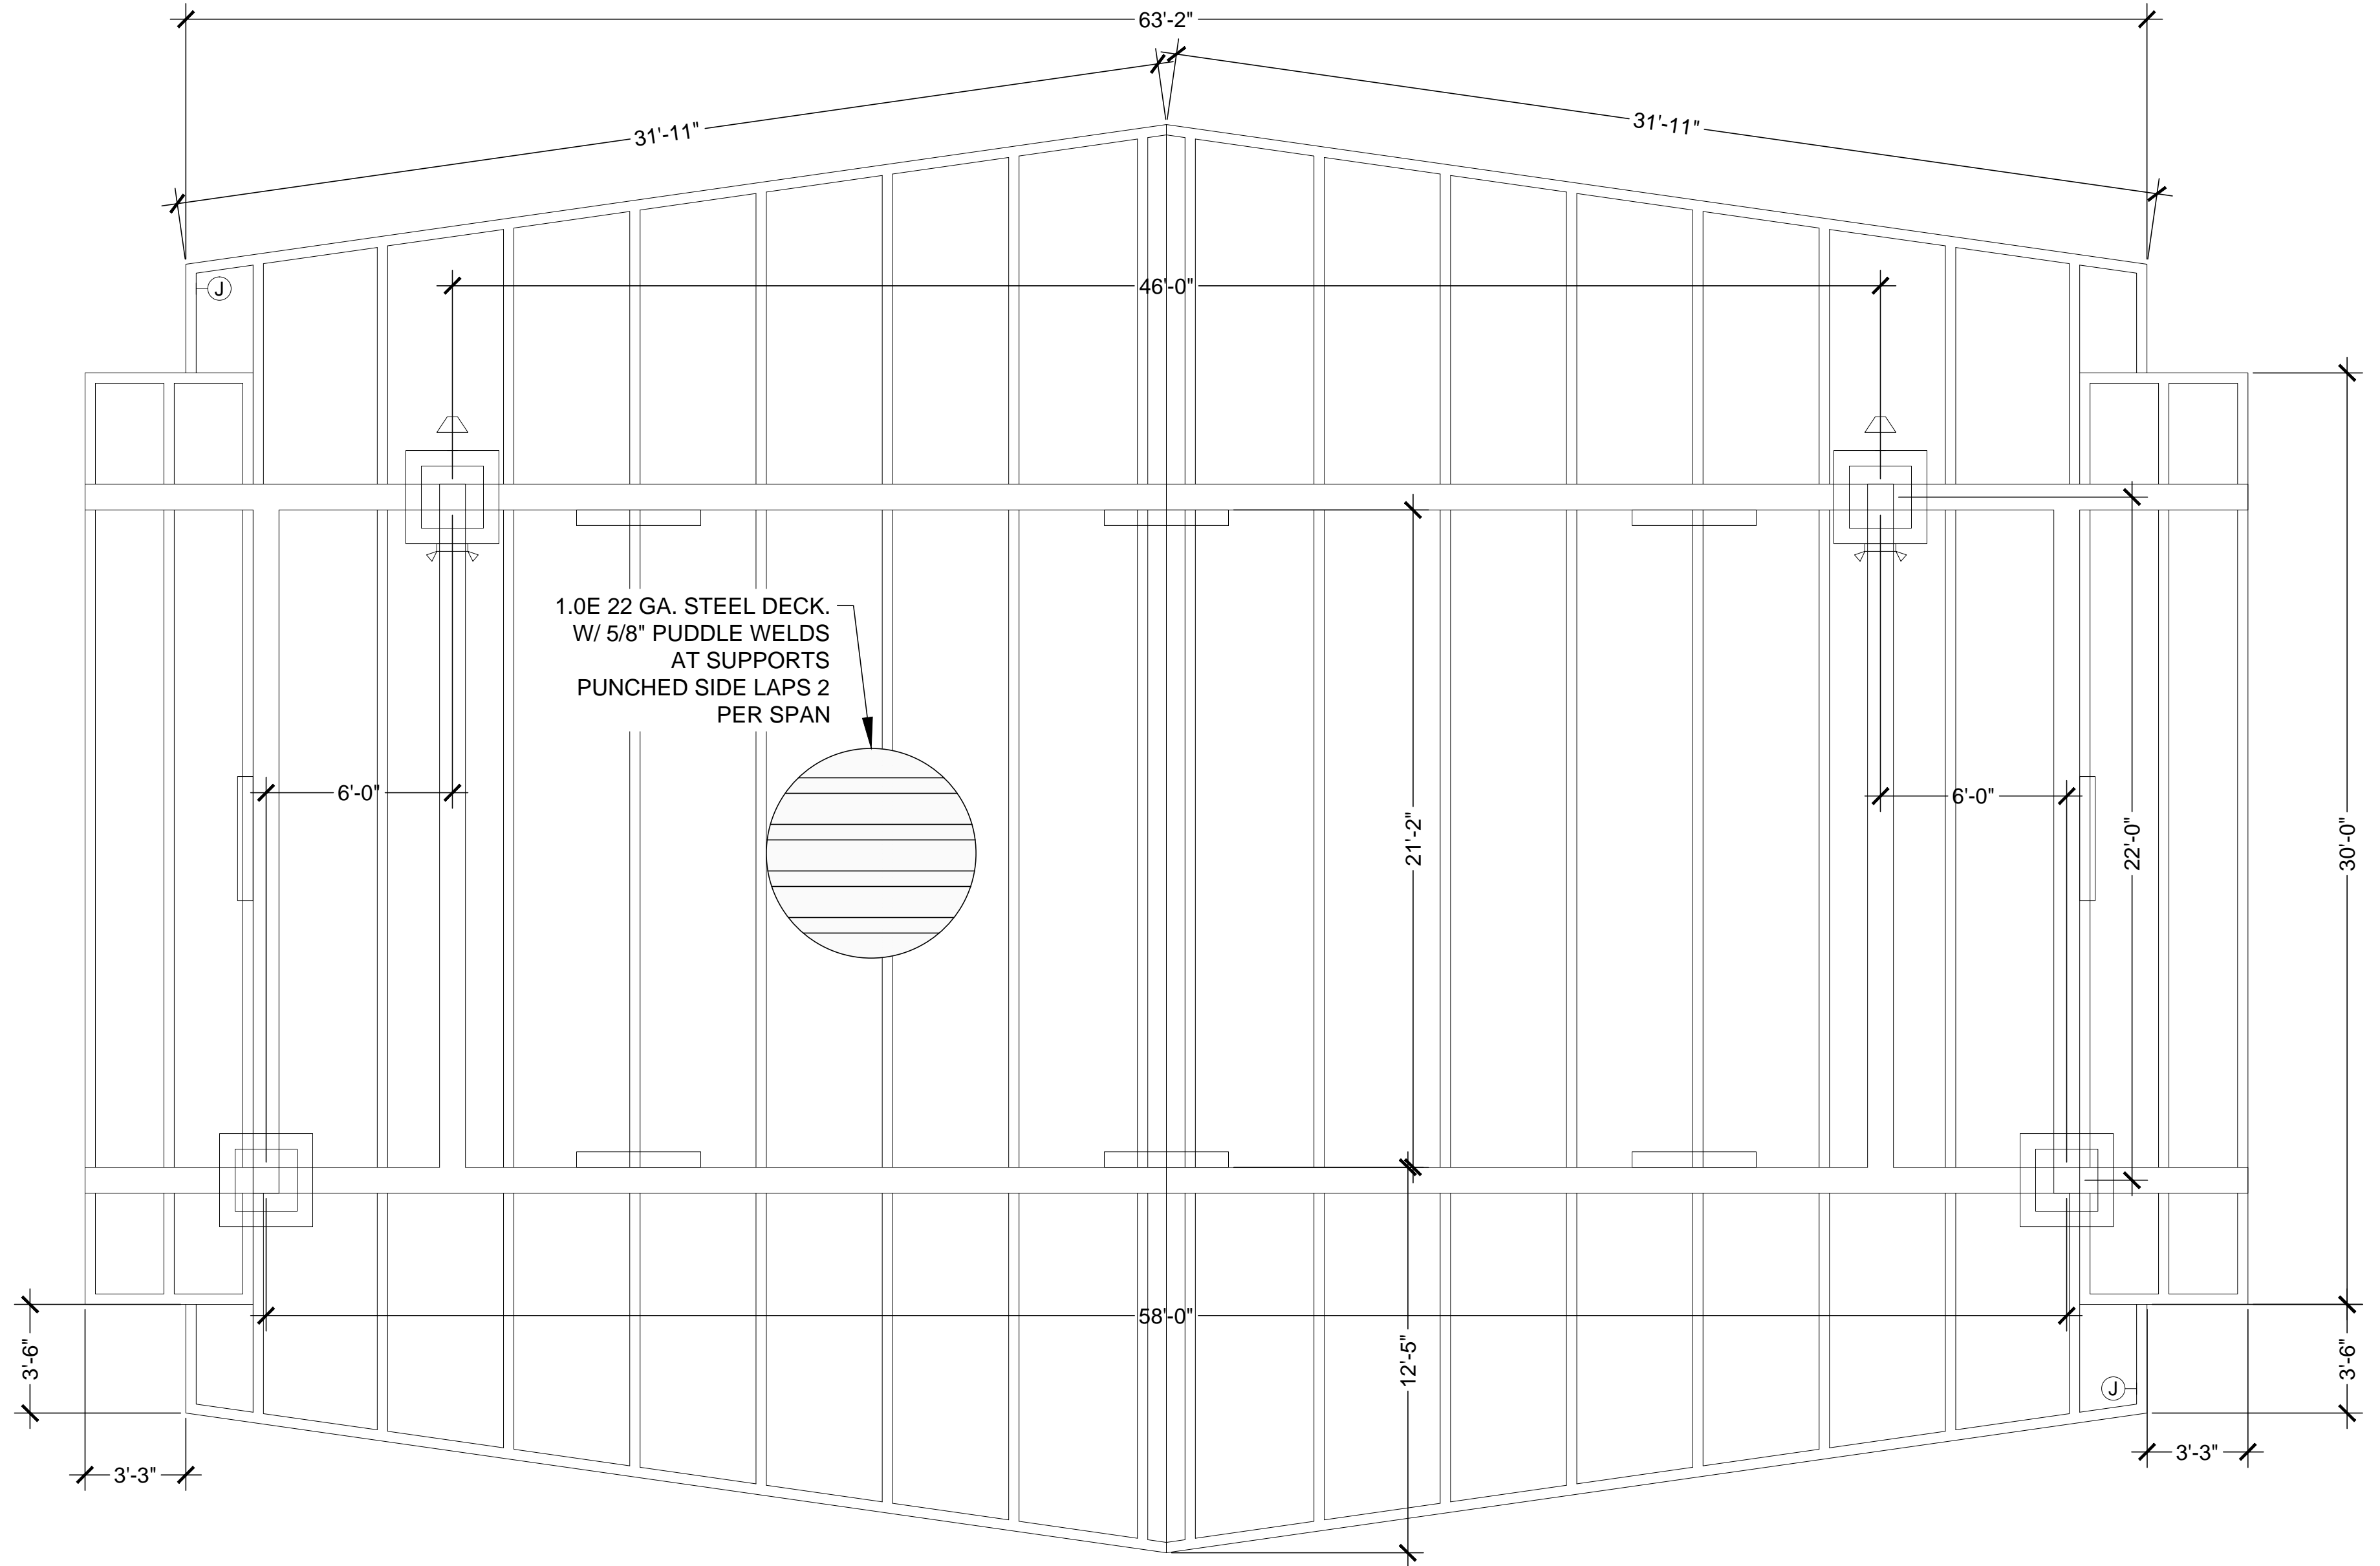 63'-2"
31'-11"
31'-11"
J
46'-0"
1.0E 22 GA. STEEL DECK.
W/ 5/8" PUDDLE WELDS
AT SUPPORTS
PUNCHED SIDE LAPS 2
PER SPAN
6'-0"
6'-0"
21'-2"
22'-0"
30'-0"
58'-0"
3'-6"
12'-5"
3'-6"
J
3'-3"
3'-3"